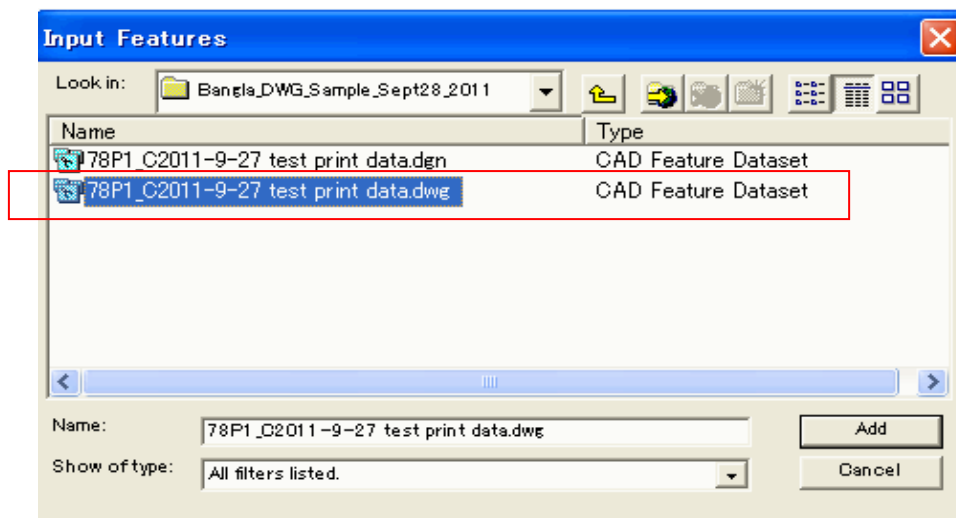 Input Features
Look in: Bangla_DWG_Sample_Sept28_2011
Name Type
78P1_C2011-9-27 test print data.dgn CAD Feature Dataset
78P1_C2011-9-27 test print data.dwg CAD Feature Dataset
Name: 78P1_C2011-9-27 test print data.dwg Add
Show of type: All filters listed. Cancel